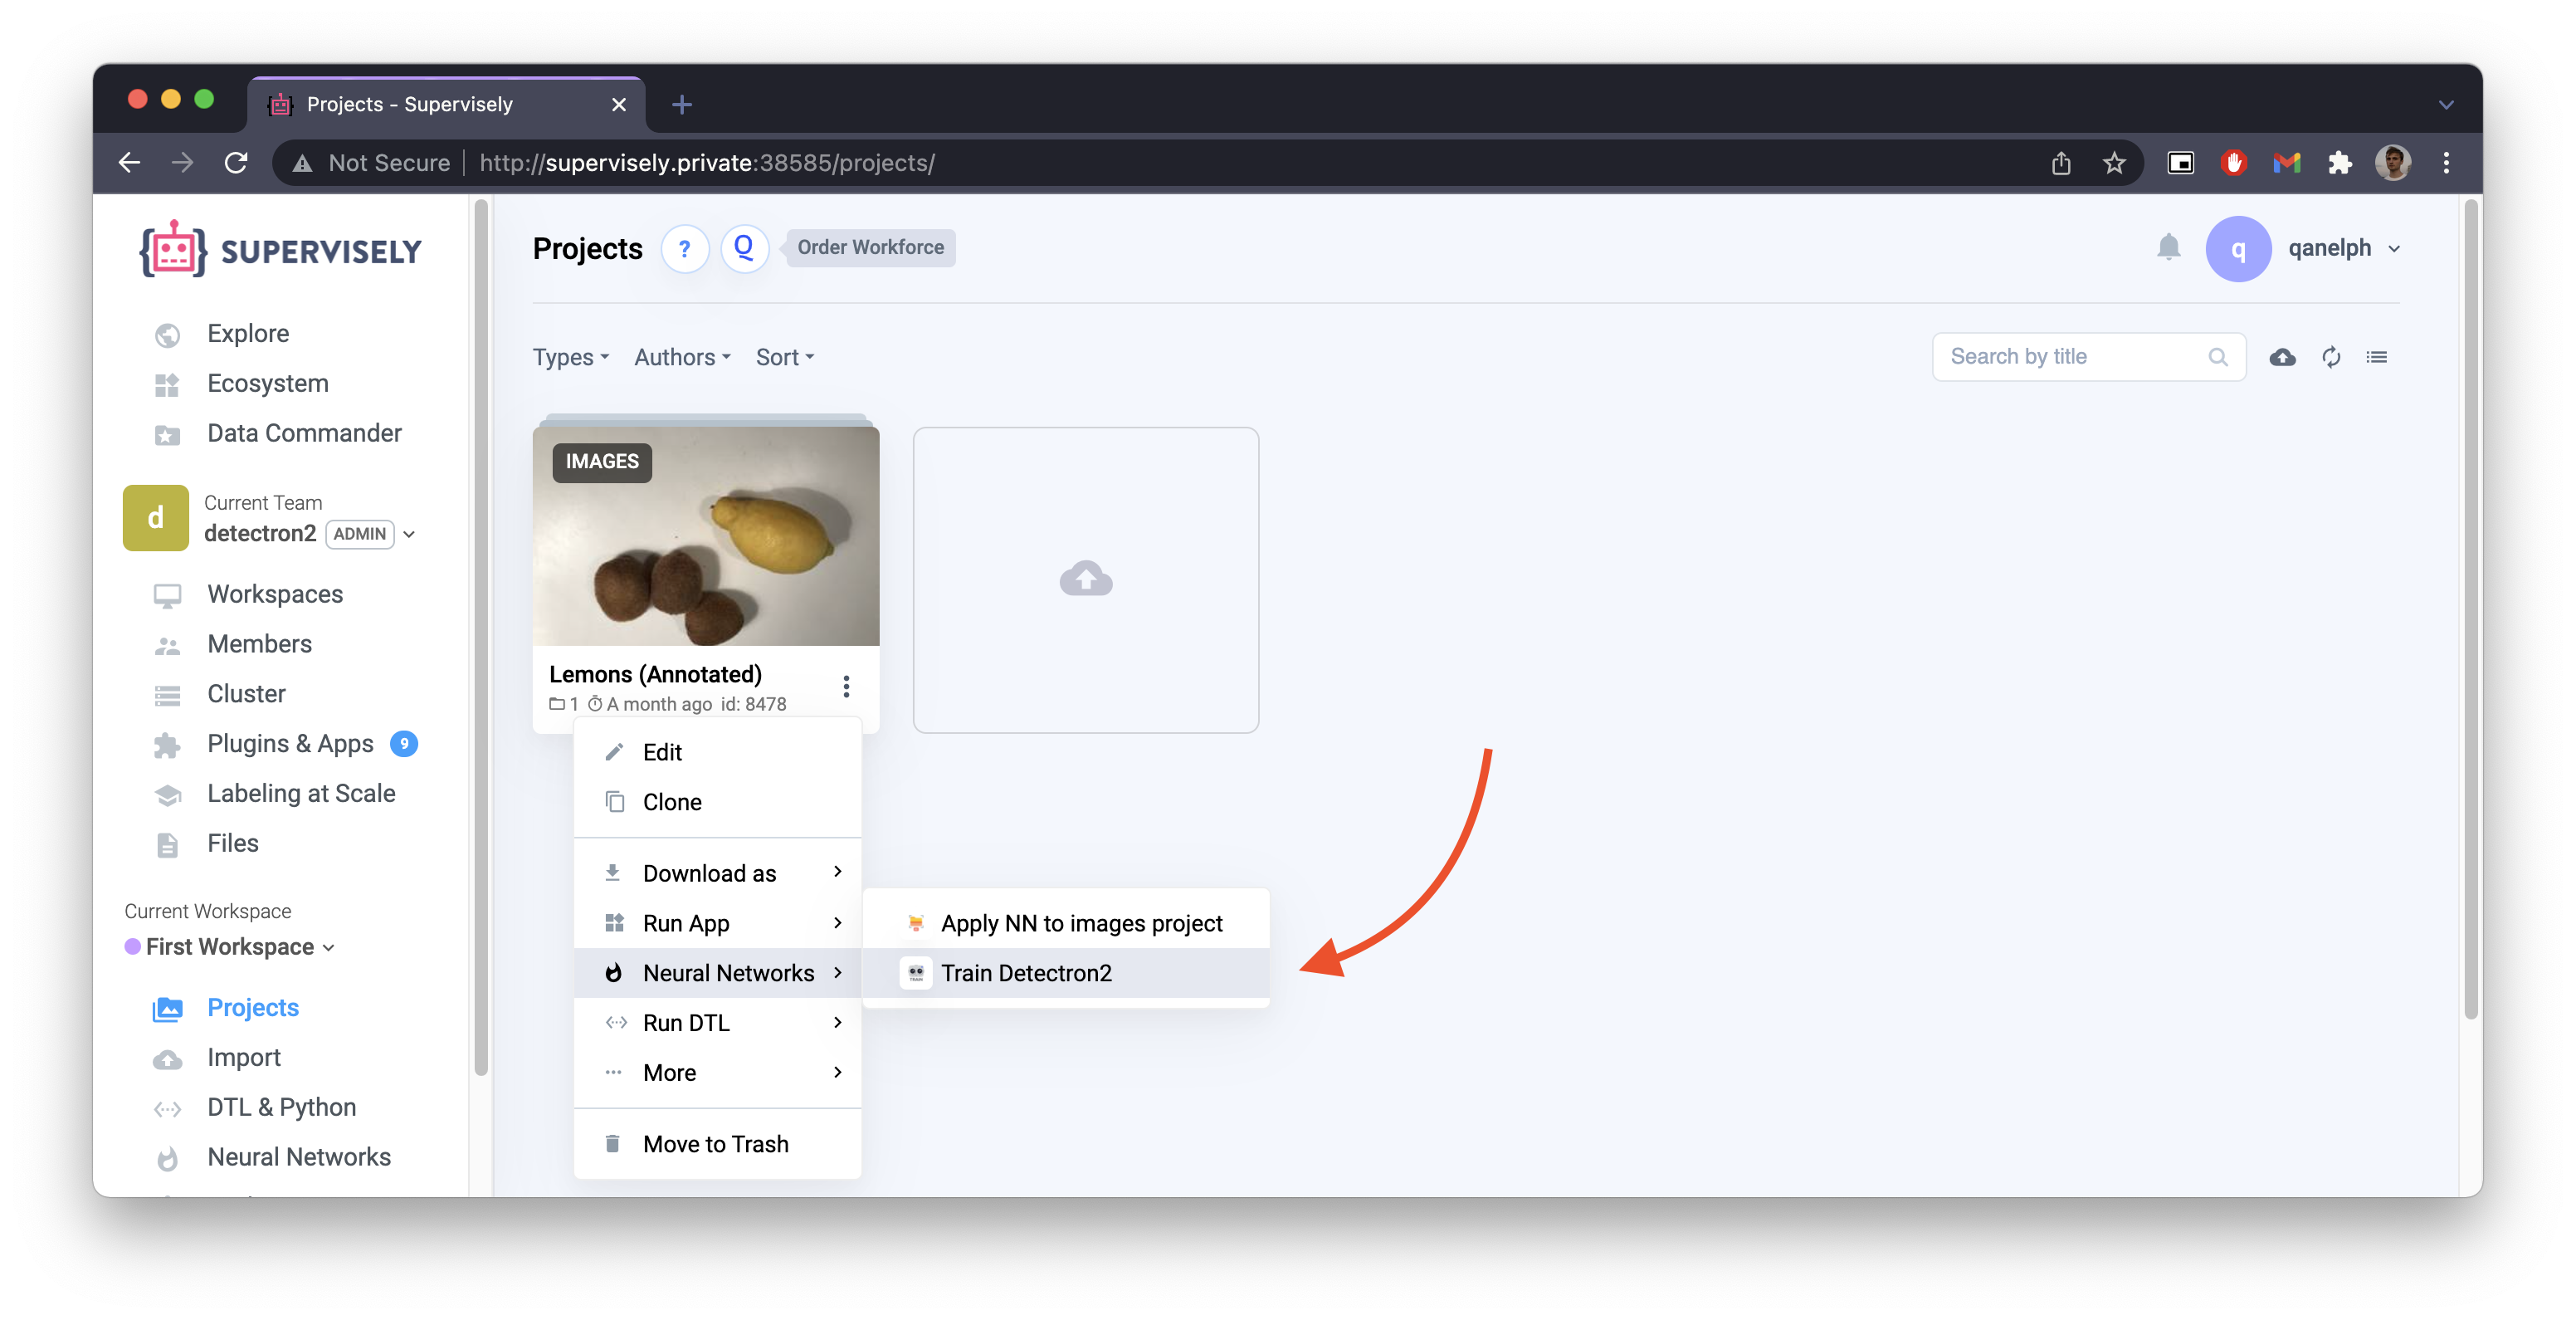 Projects - Supervisely
Not Secure
http://supervisely.private:38585/projects/
SUPERVISELY
Explore
Ecosystem
Data Commander
d
Current Team
detectron2 ADMIN
Workspaces
Members
Cluster
Plugins & Apps 9
Labeling at Scale
Files
Current Workspace
First Workspace
Projects
Import
DTL & Python
Neural Networks
Projects ? Q Order Workforce
q qanelph
Types Authors Sort
Search by title
IMAGES
Lemons (Annotated)
1 A month ago id: 8478
Edit
Clone
Download as
Run App
Neural Networks
Run DTL
More
Move to Trash
Apply NN to images project
Train Detectron2